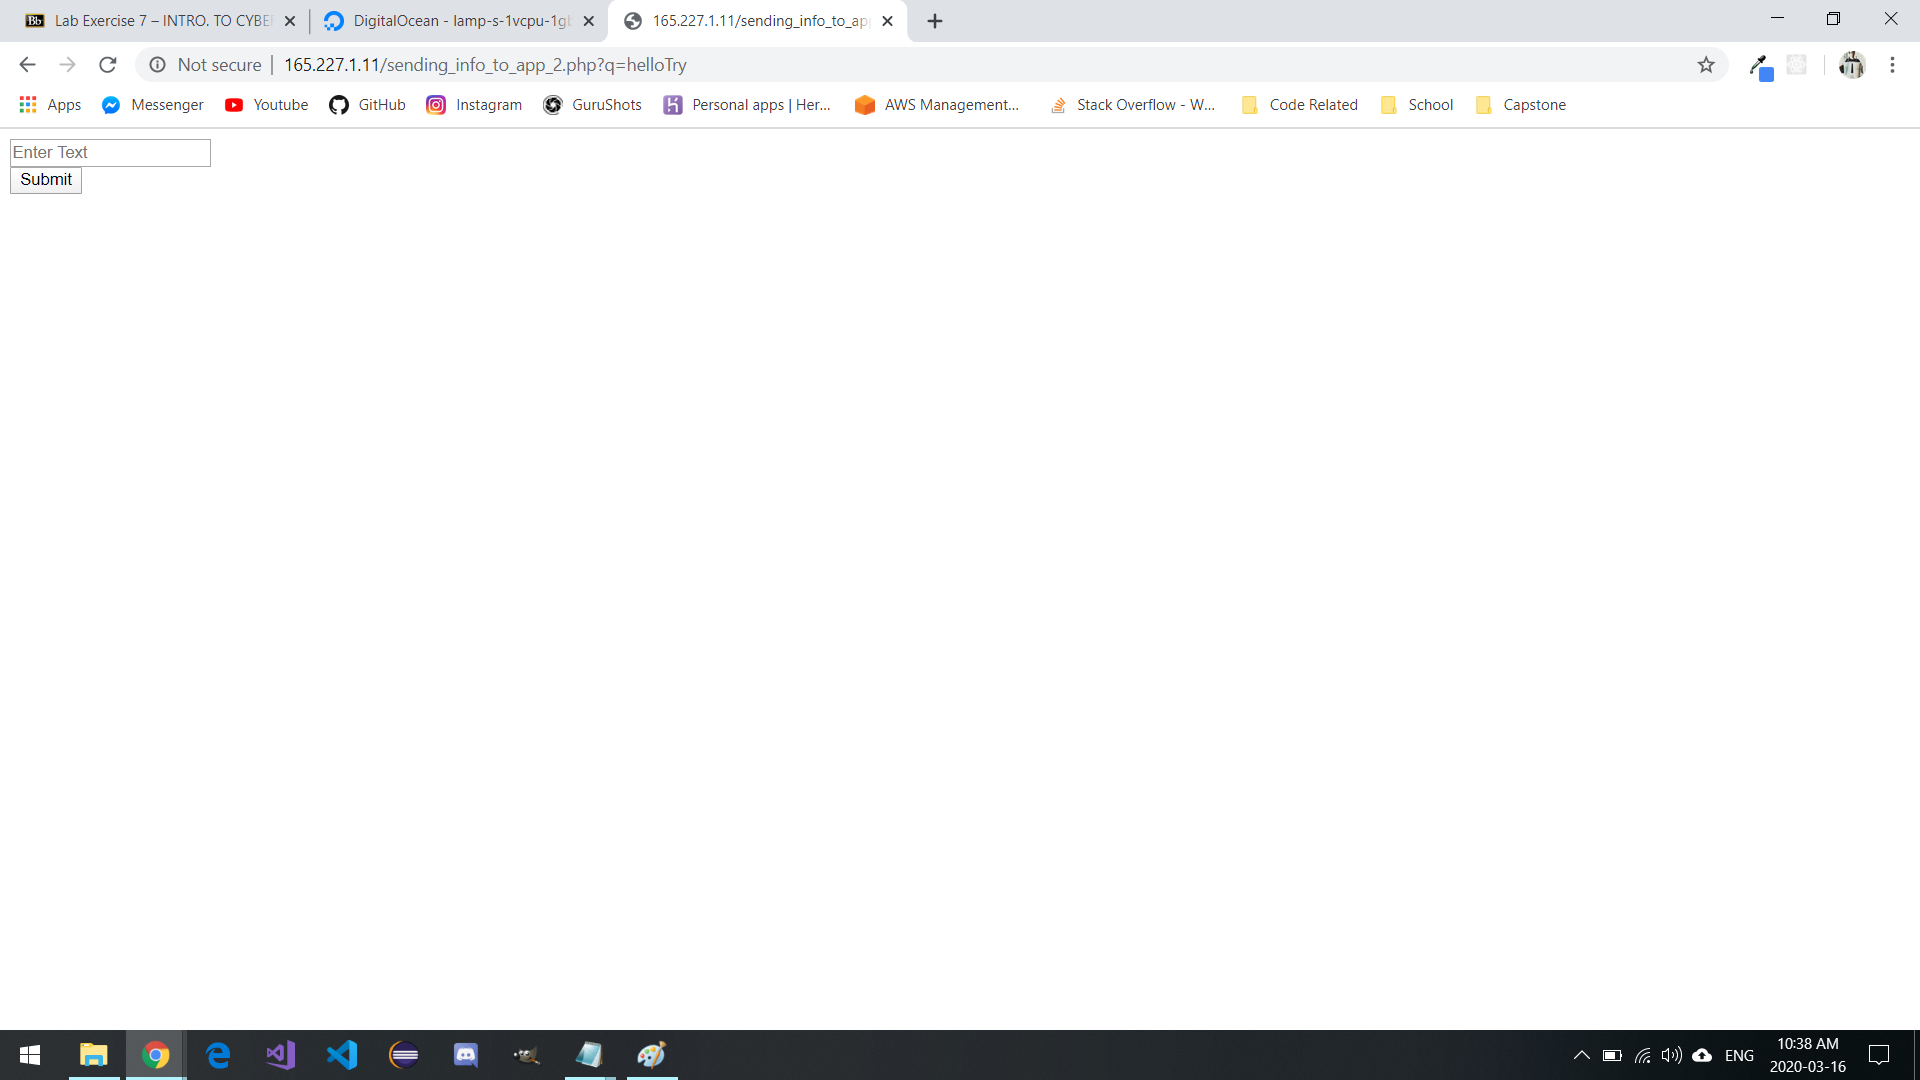 Bb Lab Exercise 7 – INTRO. TO CYBE
DigitalOcean - lamp-s-1vcpu-1g
165.227.1.11/sending_info_to_ap
Not secure | 165.227.1.11/sending_info_to_app_2.php?q=helloTry
Apps Messenger Youtube GitHub Instagram GuruShots Personal apps | Her... AWS Management... Stack Overflow - W... Code Related School Capstone
Enter Text
Submit
ENG
10:38 AM
2020-03-16